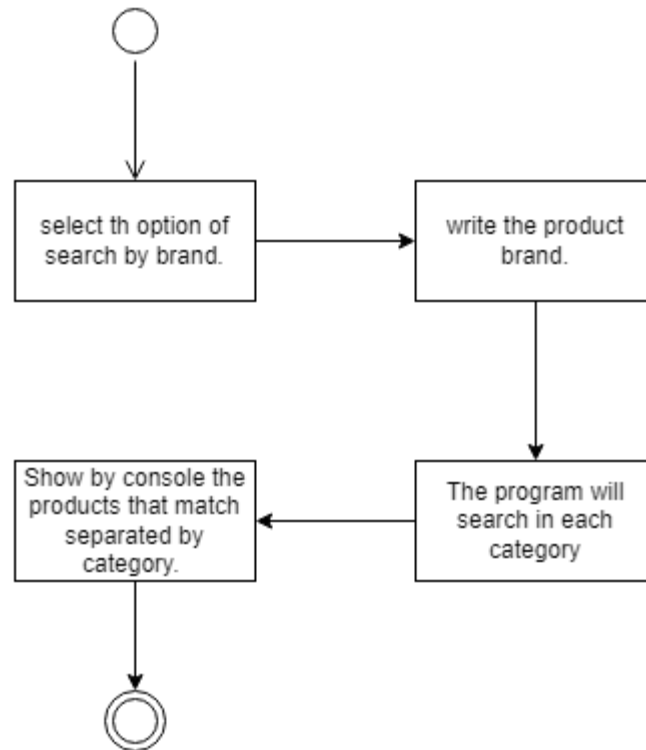 select th option of
search by brand.
write the product
brand.
The program will
search in each
category
Show by console the
products that match
separated by
category.